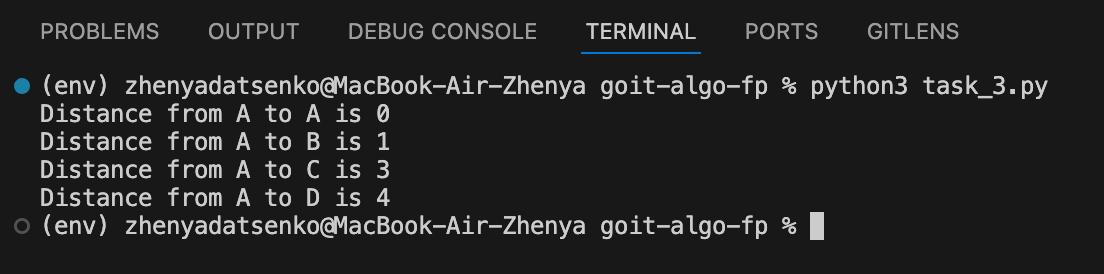 PROBLEMS OUTPUT DEBUG CONSOLE TERMINAL PORTS GITLENS
(env) zhenyadatsenko@MacBook-Air-Zhenya goit-algo-fp % python3 task_3.py
Distance from A to A is 0
Distance from A to B is 1
Distance from A to C is 3
Distance from A to D is 4
(env) zhenyadatsenko@MacBook-Air-Zhenya goit-algo-fp %